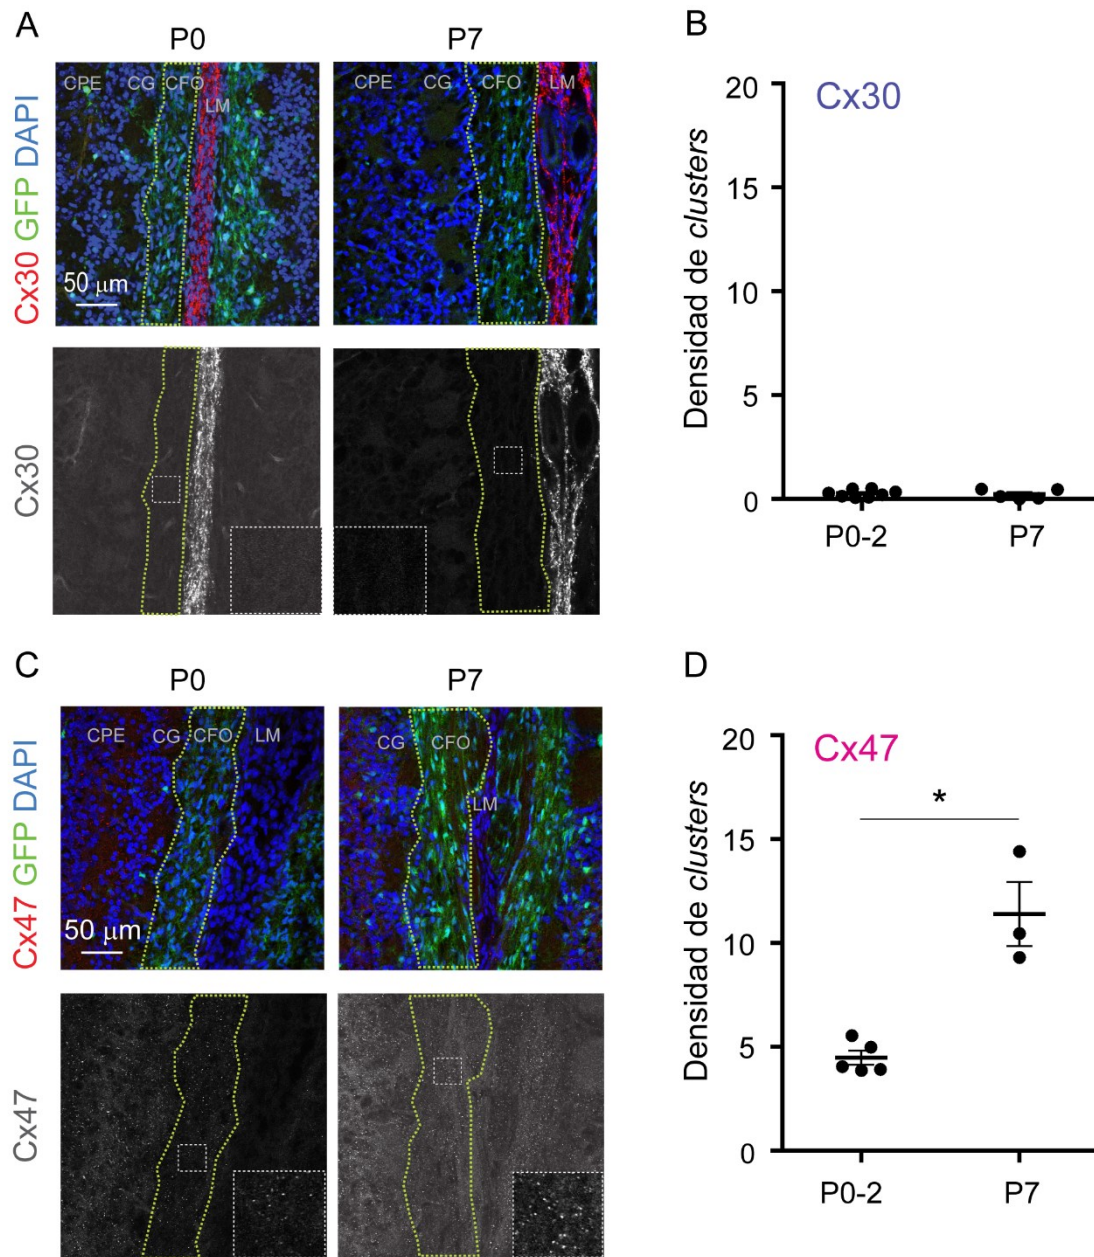 A
P0
P7
Cx30 GFP DAPI
CPE CG CFO LM
CPE CG CFO LM
50 μm
Cx30
B
Cx30
Densidad de clusters
20
15
10
5
0
P0-2 P7
C
P0
P7
Cx47 GFP DAPI
CPE CG CFO LM
CG CFO LM
50 μm
Cx47
D
Cx47
*
Densidad de clusters
20
15
10
5
0
P0-2 P7